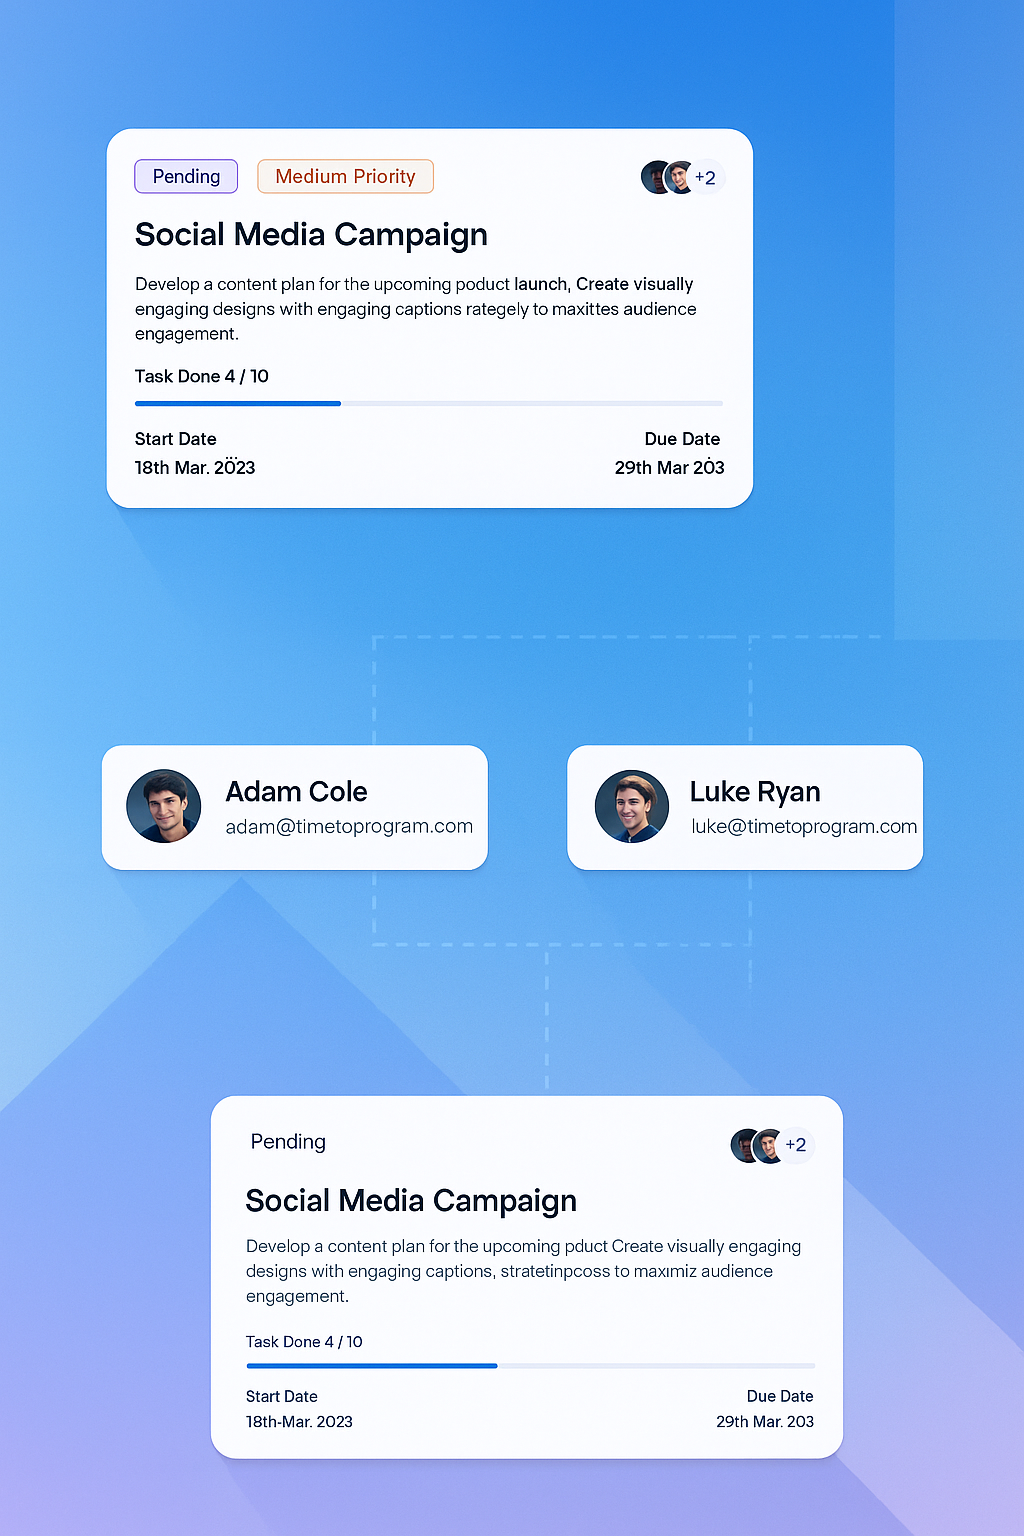 Pending
Medium Priority
+2
Social Media Campaign
Develop a content plan for the upcoming poduct launch, Create visually
engaging designs with engaging captions rategely to maxittes audience
engagement.
Task Done 4 / 10
Start Date
Due Date
18th Mar. 2023
29th Mar 203
Adam Cole
adam@timetoprogram.com
Luke Ryan
luke@timetoprogram.com
Pending
+2
Social Media Campaign
Develop a content plan for the upcoming pduct Create visually engaging
designs with engaging captions, stratetinpcoss to maxımiz audience
engagement.
Task Done 4 / 10
Start Date
Due Date
18th-Mar. 2023
29th Mar. 203